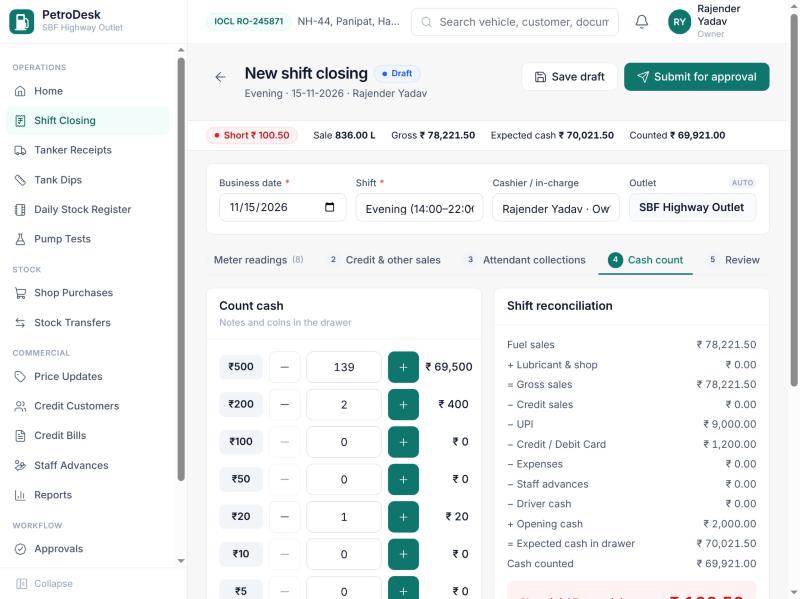 PetroDesk
SBF Highway Outlet
OPERATIONS
Home
Shift Closing
Tanker Receipts
Tank Dips
Daily Stock Register
Pump Tests
STOCK
Shop Purchases
Stock Transfers
COMMERCIAL
Price Updates
Credit Customers
Credit Bills
Staff Advances
Reports
WORKFLOW
Approvals
Collapse
IOCL RO-245871 NH-44, Panipat, Ha...
Search vehicle, customer, docum
RY
Rajender Yadav
Owner
New shift closing
Draft
Evening · 15-11-2026 · Rajender Yadav
Save draft
Submit for approval
Short ₹ 100.50 Sale 836.00 L Gross ₹ 78,221.50 Expected cash ₹ 70,021.50 Counted ₹ 69,921.00
Business date * Shift * Cashier / in-charge Outlet AUTO
11/15/2026 Evening (14:00–22:00 Rajender Yadav · Ow SBF Highway Outlet
Meter readings (8) 2 Credit & other sales 3 Attendant collections 4 Cash count 5 Review
Count cash
Notes and coins in the drawer
₹500 − 139 + ₹ 69,500
₹200 − 2 + ₹ 400
₹100 − 0 + ₹ 0
₹50 − 0 + ₹ 0
₹20 − 1 + ₹ 20
₹10 − 0 + ₹ 0
₹5 − 0 + ₹ 0
Shift reconciliation
Fuel sales ₹ 78,221.50
+ Lubricant & shop ₹ 0.00
= Gross sales ₹ 78,221.50
− Credit sales ₹ 0.00
− UPI ₹ 9,000.00
− Credit / Debit Card ₹ 1,200.00
− Expenses ₹ 0.00
− Staff advances ₹ 0.00
− Driver cash ₹ 0.00
+ Opening cash ₹ 2,000.00
= Expected cash in drawer ₹ 70,021.50
Cash counted ₹ 69,921.00